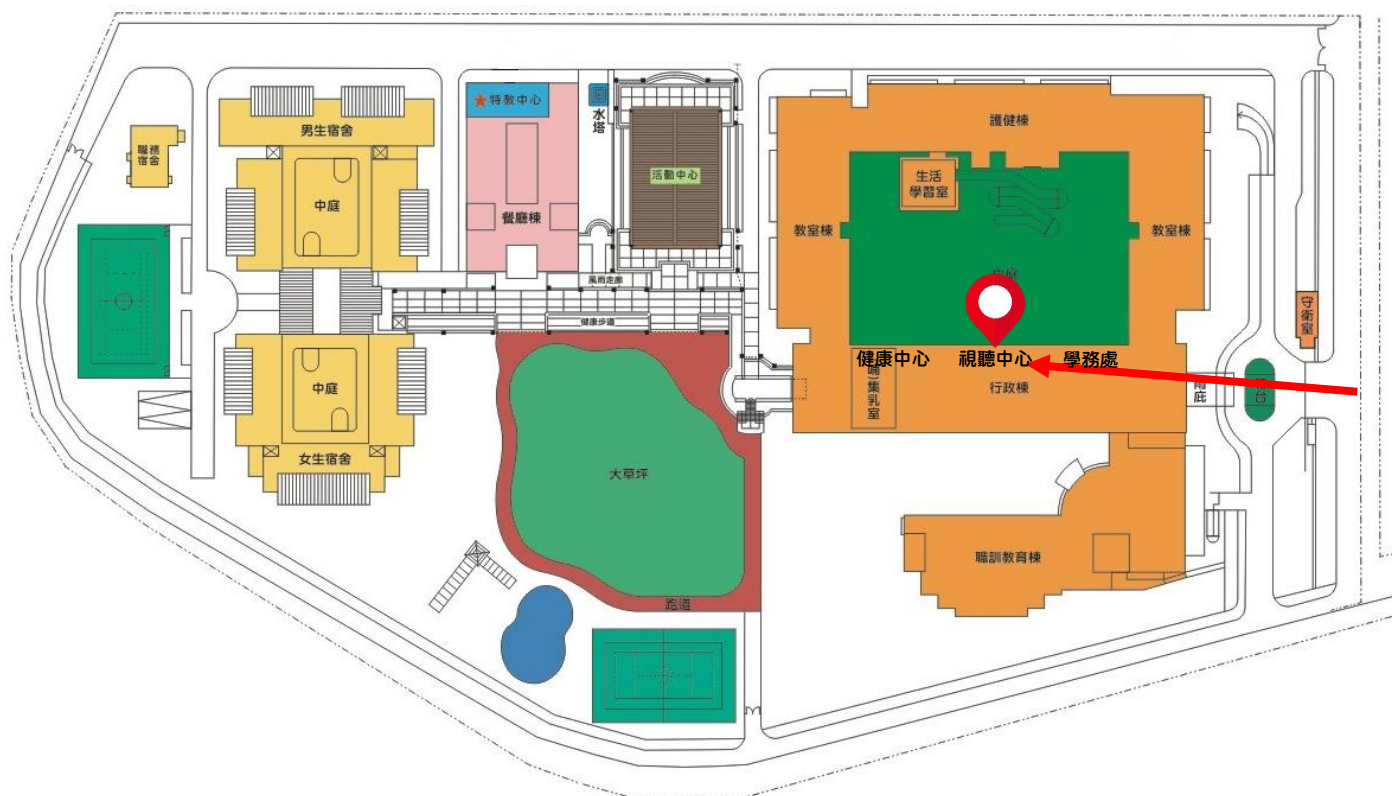 特教中心
水塔
男生宿舍
護健棟
職務
宿舍
活動中心
生活
學習室
中庭
餐廳棟
教室棟
教室棟
風雨走廊
健康步道
守衛室
健康中心
視聽中心
學務處
中庭
集乳室
行政棟
女生宿舍
大草坪
職訓教育棟
跑道